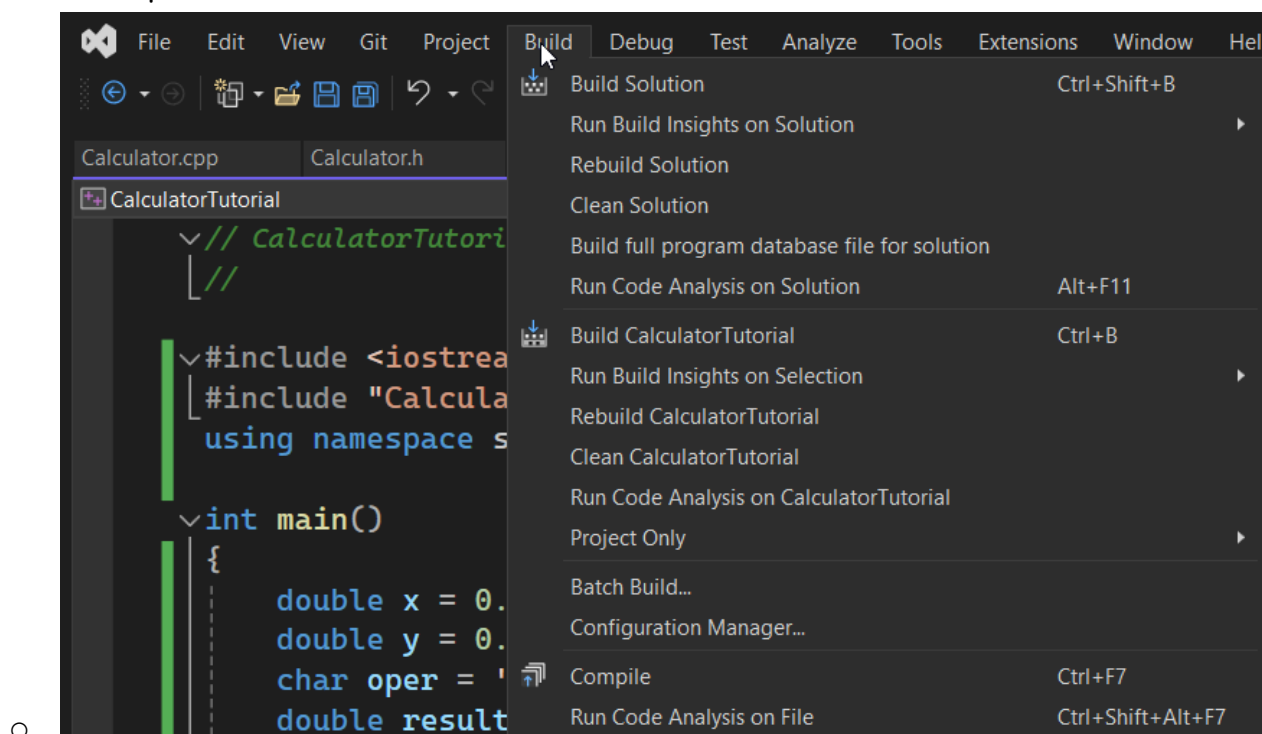 File Edit View Git Project Build Debug Test Analyze Tools Extensions Window Hel
Build Solution Ctrl+Shift+B
Run Build Insights on Solution
Rebuild Solution
Clean Solution
Build full program database file for solution
Run Code Analysis on Solution Alt+F11
Build CalculatorTutorial Ctrl+B
Run Build Insights on Selection
Rebuild CalculatorTutorial
Clean CalculatorTutorial
Run Code Analysis on CalculatorTutorial
Project Only
Batch Build...
Configuration Manager...
Compile Ctrl+F7
Run Code Analysis on File Ctrl+Shift+Alt+F7
Calculator.cpp Calculator.h
CalculatorTutorial
// CalculatorTutori
//
#include <iostrea
#include "Calcula
using namespace s
int main()
{
double x = 0.
double y = 0.
char oper = '
double result